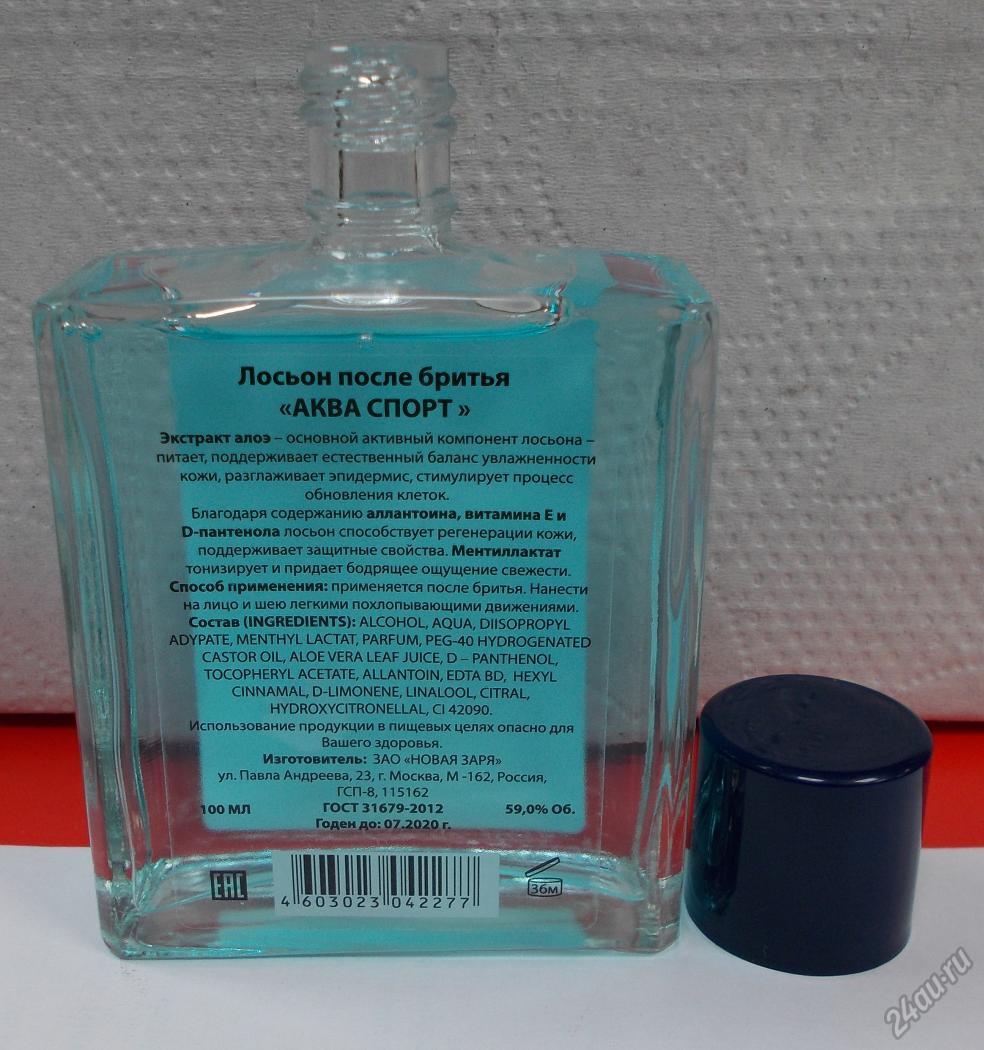 Лосьон после бритья
«АКВА СПОРТ »
Экстракт алоэ – основной активный компонент лосьона –
питает, поддерживает естественный баланс увлажненности
кожи, разглаживает эпидермис, стимулирует процесс
обновления клеток.
Благодаря содержанию аллантоина, витамина Е и
D-пантенола лосьон способствует регенерации кожи,
поддерживает защитные свойства. Ментиллактат
тонизирует и придает бодрящее ощущение свежести.
Способ применения: применяется после бритья. Нанести
на лицо и шею легкими похлопывающими движениями.
Состав (INGREDIENTS): ALCOHOL, AQUA, DIISOPROPYL
ADYPATE, MENTHYL LACTAT, PARFUM, PEG-40 HYDROGENATED
CASTOR OIL, ALOE VERA LEAF JUICE, D – PANTHENOL,
TOCOPHERYL ACETATE, ALLANTOIN, EDTA BD, HEXYL
CINNAMAL, D-LIMONENE, LINALOOL, CITRAL,
HYDROXYCITRONELLAL, CI 42090.
Использование продукции в пищевых целях опасно для
Вашего здоровья.
Изготовитель: ЗАО «НОВАЯ ЗАРЯ»
ул. Павла Андреева, 23, г. Москва, М -162, Россия,
ГСП-8, 115162
100 МЛ ГОСТ 31679-2012 59,0% Об.
Годен до: 07.2020 г.
EAC 4 603023 042277 36м
24au.ru